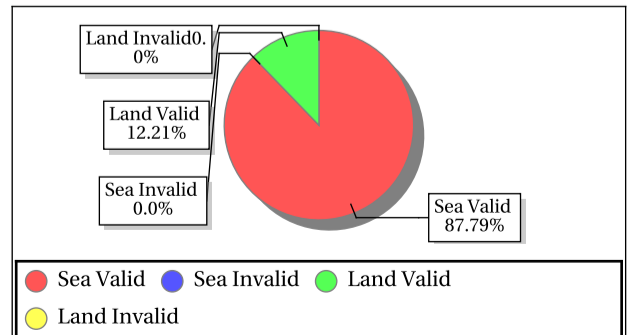 Land Invalid0.
0%
Land Valid
12.21%
Sea Invalid
0.0%
Sea Valid
87.79%
Sea Valid Sea Invalid Land Valid
Land Invalid